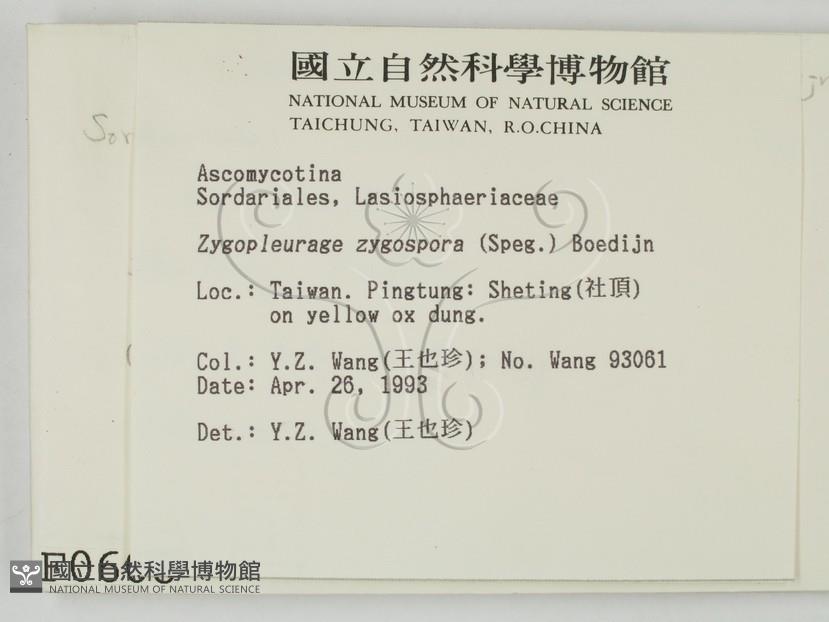 國立自然科學博物館
NATIONAL MUSEUM OF NATURAL SCIENCE
TAICHUNG, TAIWAN, R.O.CHINA
Ascomycotina
Sordariales, Lasiosphaeriaceae
Zygopleurage zygospora (Speg.) Boedijn
Loc.: Taiwan. Pingtung: Sheting(社頂)
on yellow ox dung.
Col.: Y.Z. Wang(王也珍); No. Wang 93061
Date: Apr. 26, 1993
Det.: Y.Z. Wang(王也珍)
國立自然科學博物館
NATIONAL MUSEUM OF NATURAL SCIENCE